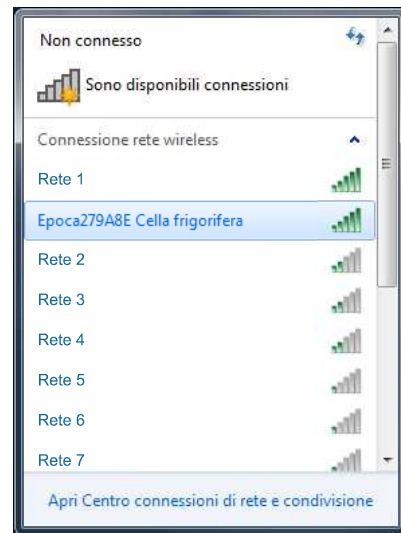 Non connesso
Sono disponibili connessioni
Connessione rete wireless
Rete 1
Epoca279A8E Cella frigorifera
Rete 2
Rete 3
Rete 4
Rete 5
Rete 6
Rete 7
Apri Centro connessioni di rete e condivisione